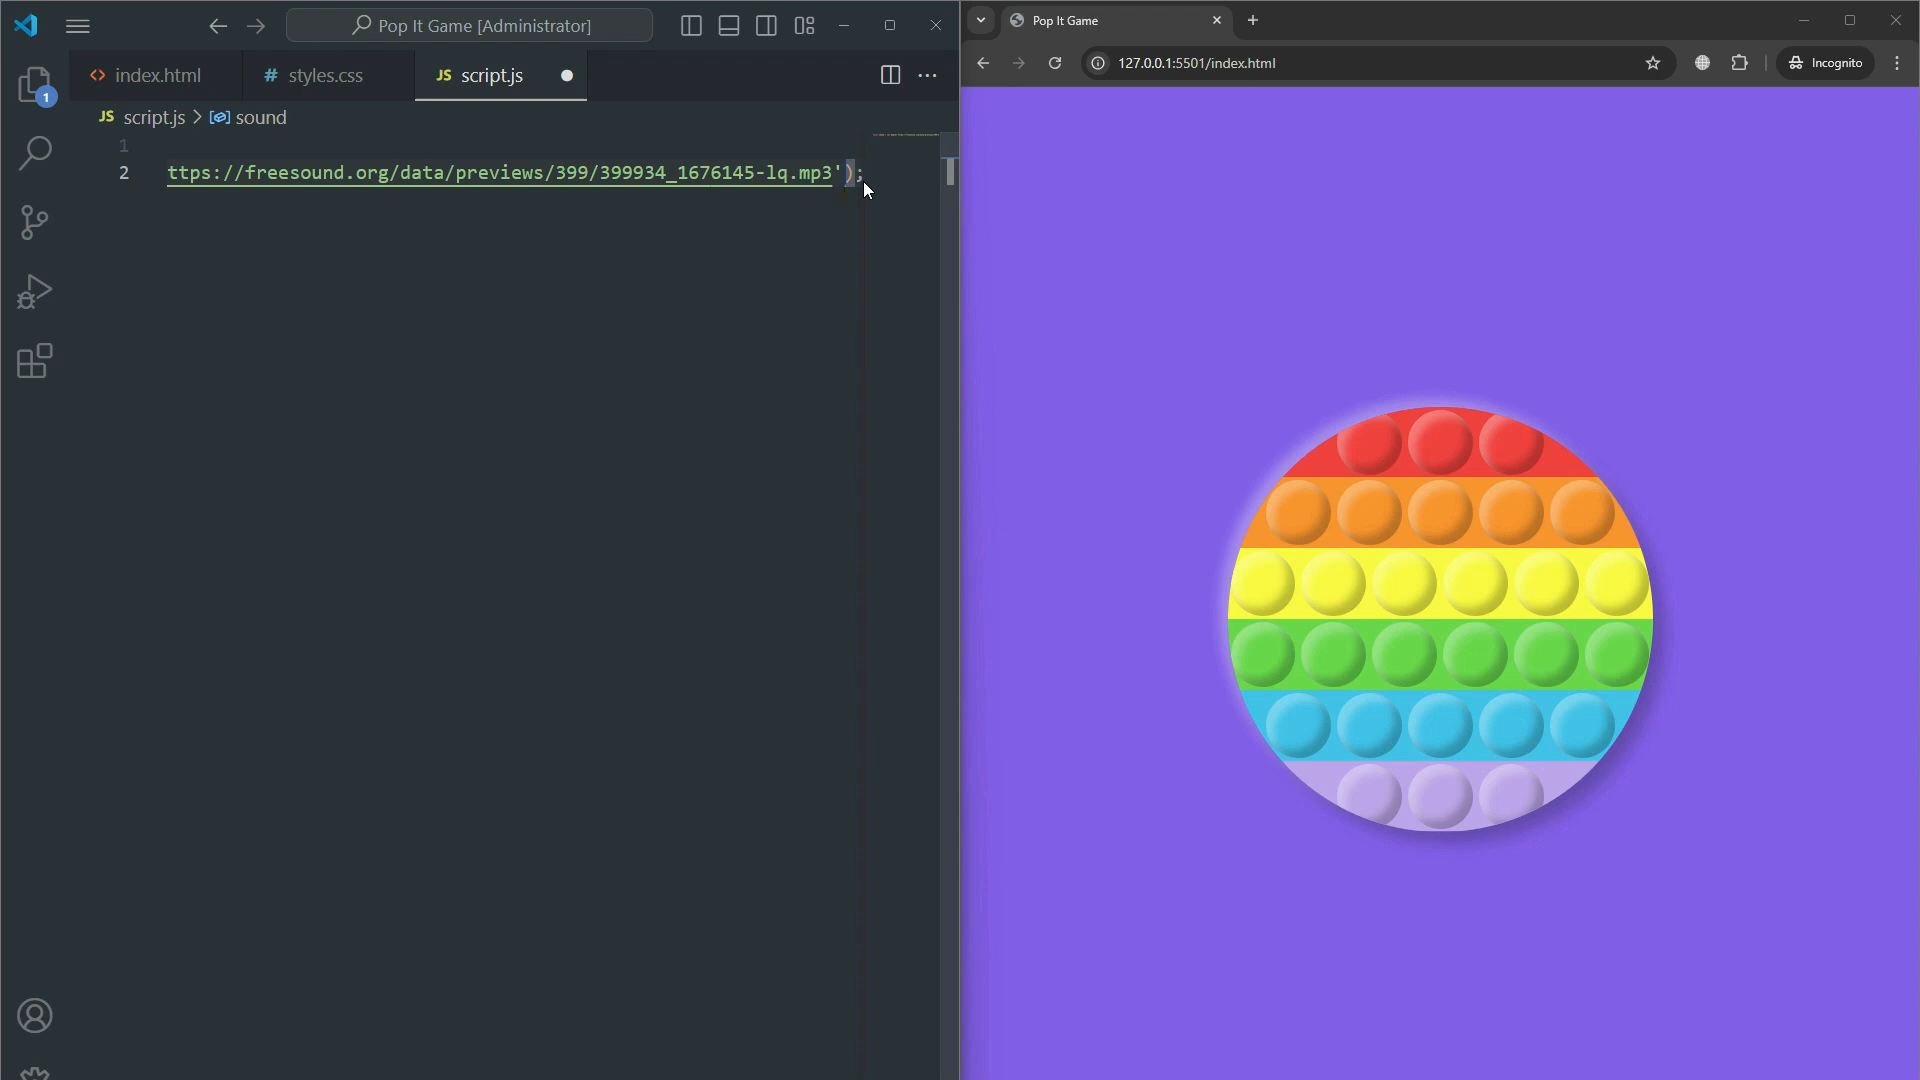 Pop It Game [Administrator]
<> index.html
# styles.css
JS script.js
1
JS script.js > sound
1
2 ttps://freesound.org/data/previews/399/399934_1676145-lq.mp3');
Pop It Game
127.0.0.1:5501/index.html
Incognito